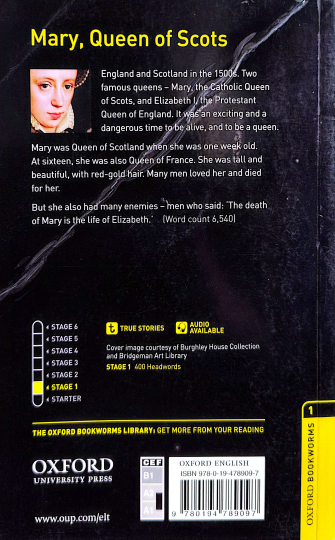 Mary, Queen of Scots
England and Scotland in the 1500s. Two
famous queens – Mary, the Catholic Queen
of Scots, and Elizabeth I, the Protestant
Queen of England. It was an exciting and a
dangerous time to be alive, and to be a queen.
Mary was Queen of Scotland when she was one week old.
At sixteen, she was also Queen of France. She was tall and
beautiful, with red-gold hair. Many men loved her and died
for her.
But she also had many enemies – men who said: 'The death
of Mary is the life of Elizabeth.' (Word count 6,540)
STAGE 6
STAGE 5
STAGE 4
STAGE 3
STAGE 2
STAGE 1
STARTER
t TRUE STORIES
AUDIO
AVAILABLE
Cover image courtesy of Burghley House Collection
and Bridgeman Art Library
STAGE 1 400 Headwords
THE OXFORD BOOKWORMS LIBRARY: GET MORE FROM YOUR READING
OXFORD
UNIVERSITY PRESS
www.oup.com/elt
CEF
B1
A2
A1
OXFORD ENGLISH
ISBN 978-0-19-478909-7
9 780194 789097
1
OXFORD BOOKWORMS